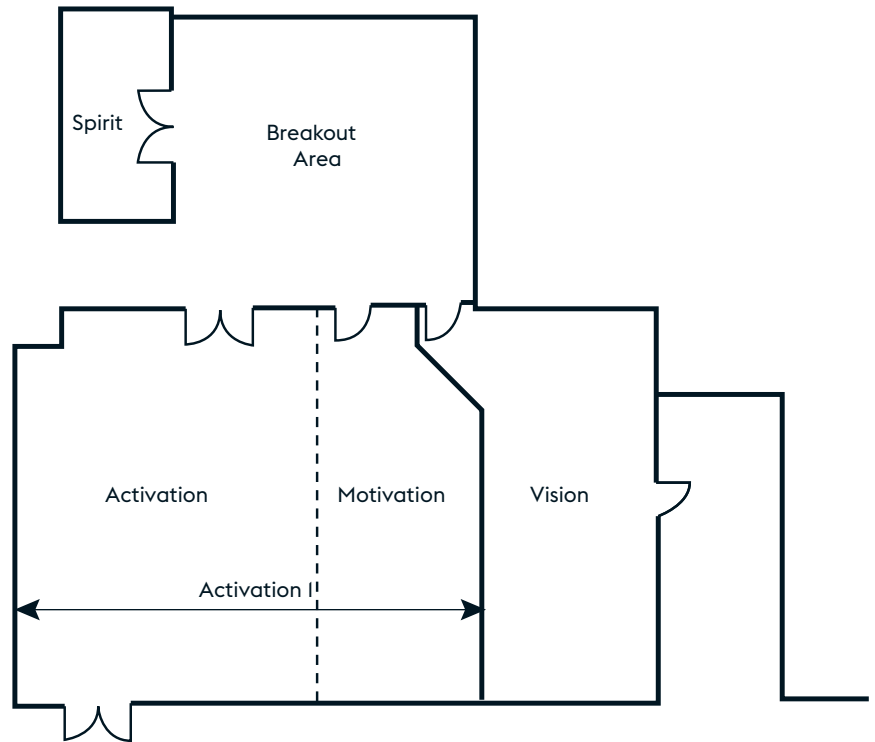 Spirit
Breakout
Area
Activation
Motivation
Vision
Activation I